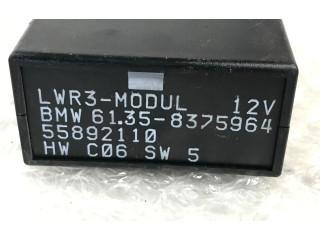 LWR3-MODUL 12V
BMW 61.35-8375964
55892110
HW C06 SW 5